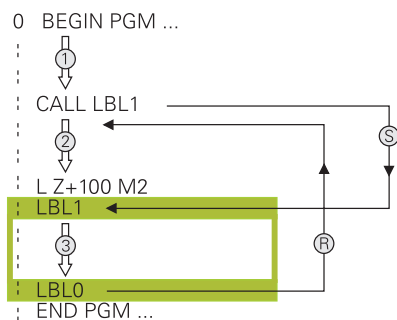 0 BEGIN PGM ...
1
CALL LBL1
S
2
L Z+100 M2
LBL1
3
R
LBL0
END PGM ...